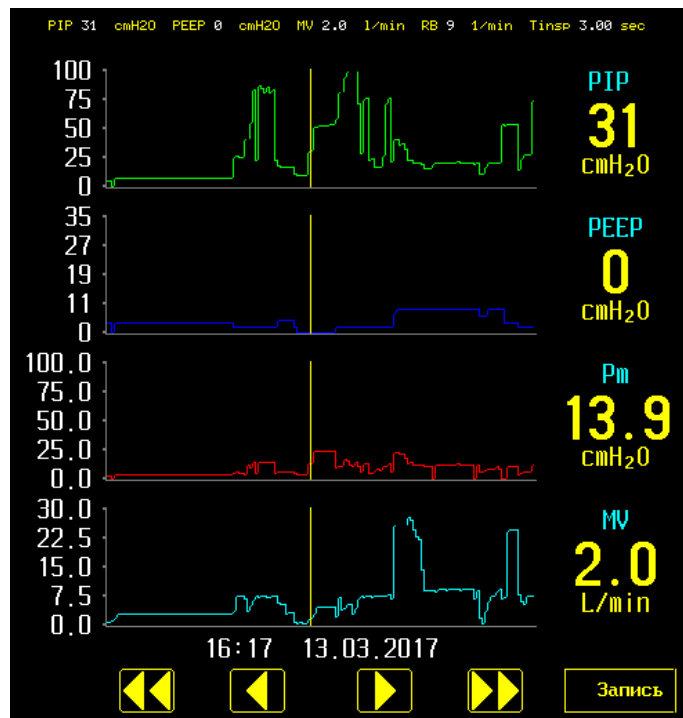 PIP 31 cmH2O PEEP 0 cmH2O MV 2.0 l/min RB 9 1/min Tinsp 3.00 sec
100
75
50
25
0
PIP
31
cmH2O
35
27
19
11
0
PEEP
0
cmH2O
100.0
75.0
50.0
25.0
0.0
Pm
13.9
cmH2O
30.0
22.5
15.0
7.5
0.0
MV
2.0
L/min
16:17 13.03.2017
Запись